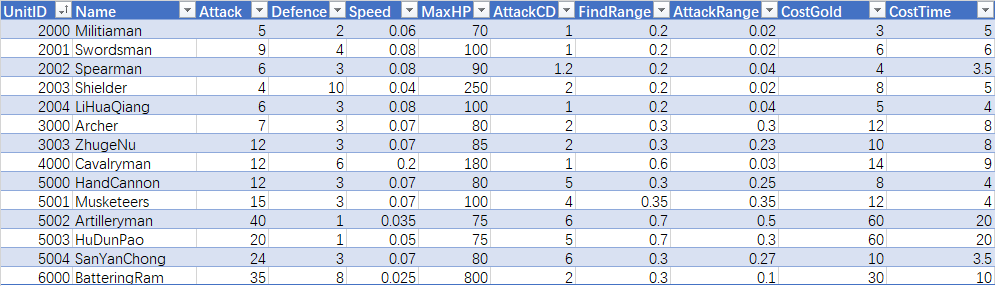 UnitID Name Attack Defence Speed MaxHP AttackCD FindRange AttackRange CostGold CostTime
2000 Militiaman 5 2 0.06 70 1 0.2 0.02 3 5
2001 Swordsman 9 4 0.08 100 1 0.2 0.02 6 6
2002 Spearman 6 3 0.08 90 1.2 0.2 0.04 4 3.5
2003 Shielder 4 10 0.04 250 2 0.2 0.02 8 5
2004 LiHuaQiang 6 3 0.08 100 1 0.2 0.04 5 4
3000 Archer 7 3 0.07 80 2 0.3 0.3 12 8
3003 ZhugeNu 12 3 0.07 85 2 0.3 0.23 10 8
4000 Cavalryman 12 6 0.2 180 1 0.6 0.03 14 9
5000 HandCannon 12 3 0.07 80 5 0.3 0.25 8 4
5001 Musketeers 15 3 0.07 100 4 0.35 0.35 12 4
5002 Artilleryman 40 1 0.035 75 6 0.7 0.5 60 20
5003 HuDunPao 20 1 0.05 75 5 0.7 0.3 60 20
5004 SanYanChong 24 3 0.07 80 6 0.3 0.27 10 3.5
6000 BatteringRam 35 8 0.025 800 2 0.3 0.1 30 10